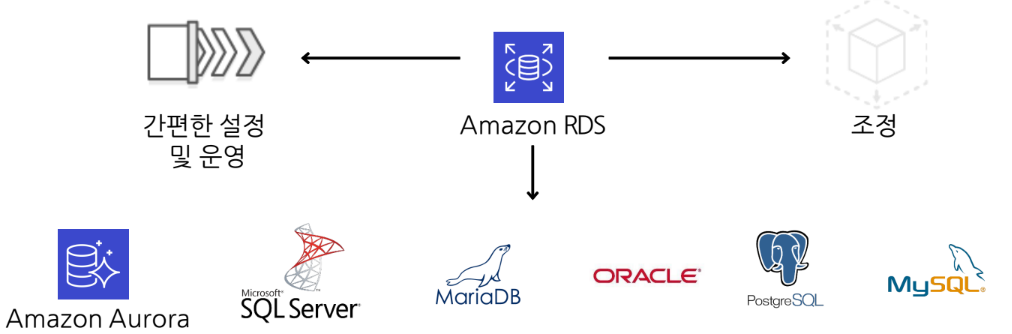 간편한 설정
및 운영
Amazon RDS
조정
Amazon Aurora
Microsoft®
SQL Server®
MariaDB
ORACLE®
PostgreSQL
MySQL®